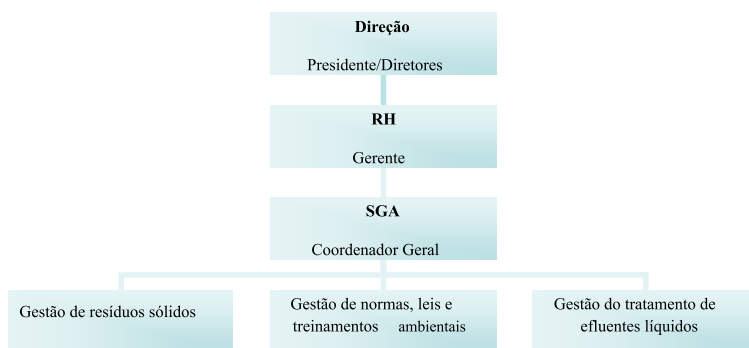 Direção
Presidente/Diretores
RH
Gerente
SGA
Coordenador Geral
Gestão de resíduos sólidos
Gestão de normas, leis e
treinamentos ambientais
Gestão do tratamento de
efluentes líquidos